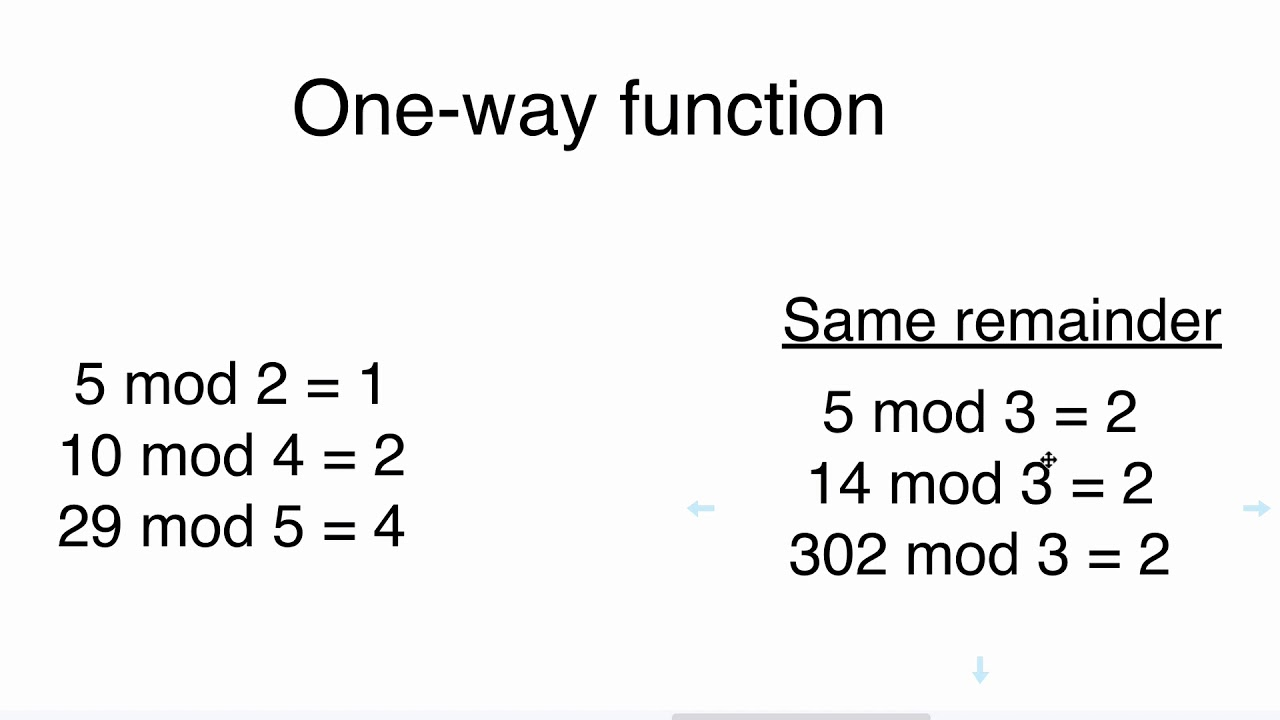 One-way function
5 mod 2 = 1
10 mod 4 = 2
29 mod 5 = 4
Same remainder
5 mod 3 = 2
14 mod 3 = 2
302 mod 3 = 2